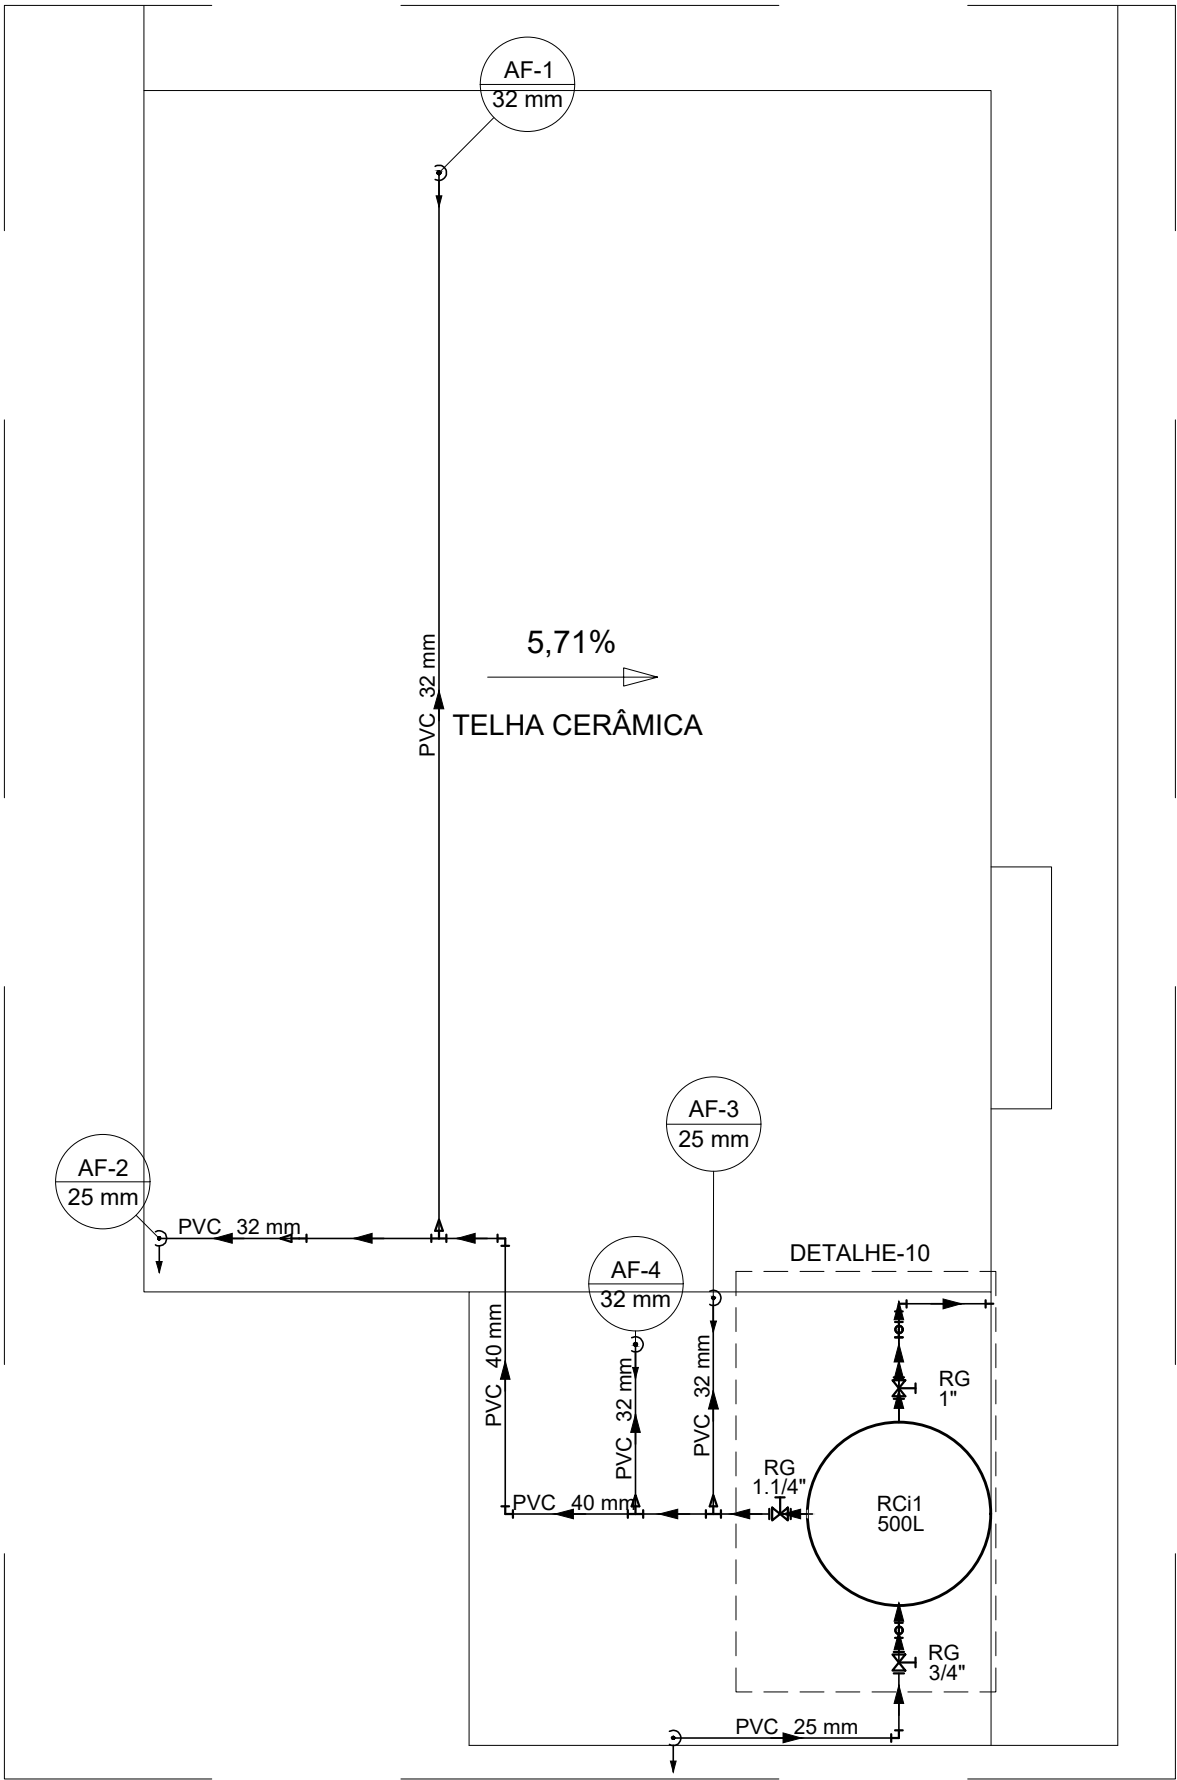 AF-1
32 mm
5,71%
PVC 32 mm
TELHA CERÂMICA
AF-3
25 mm
AF-2
25 mm
PVC 32 mm
DETALHE-10
AF-4
32 mm
PVC 40 mm
PVC 32 mm
PVC 32 mm
RG
1"
RG
1.1/4"
PVC 40 mm
RCi1
500L
RG
3/4"
PVC 25 mm